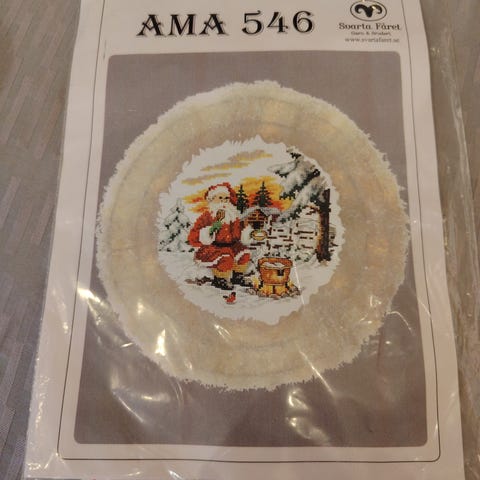 AMA 546
Svarta Fåret
Garn & Broderi
www.svartafaret.se